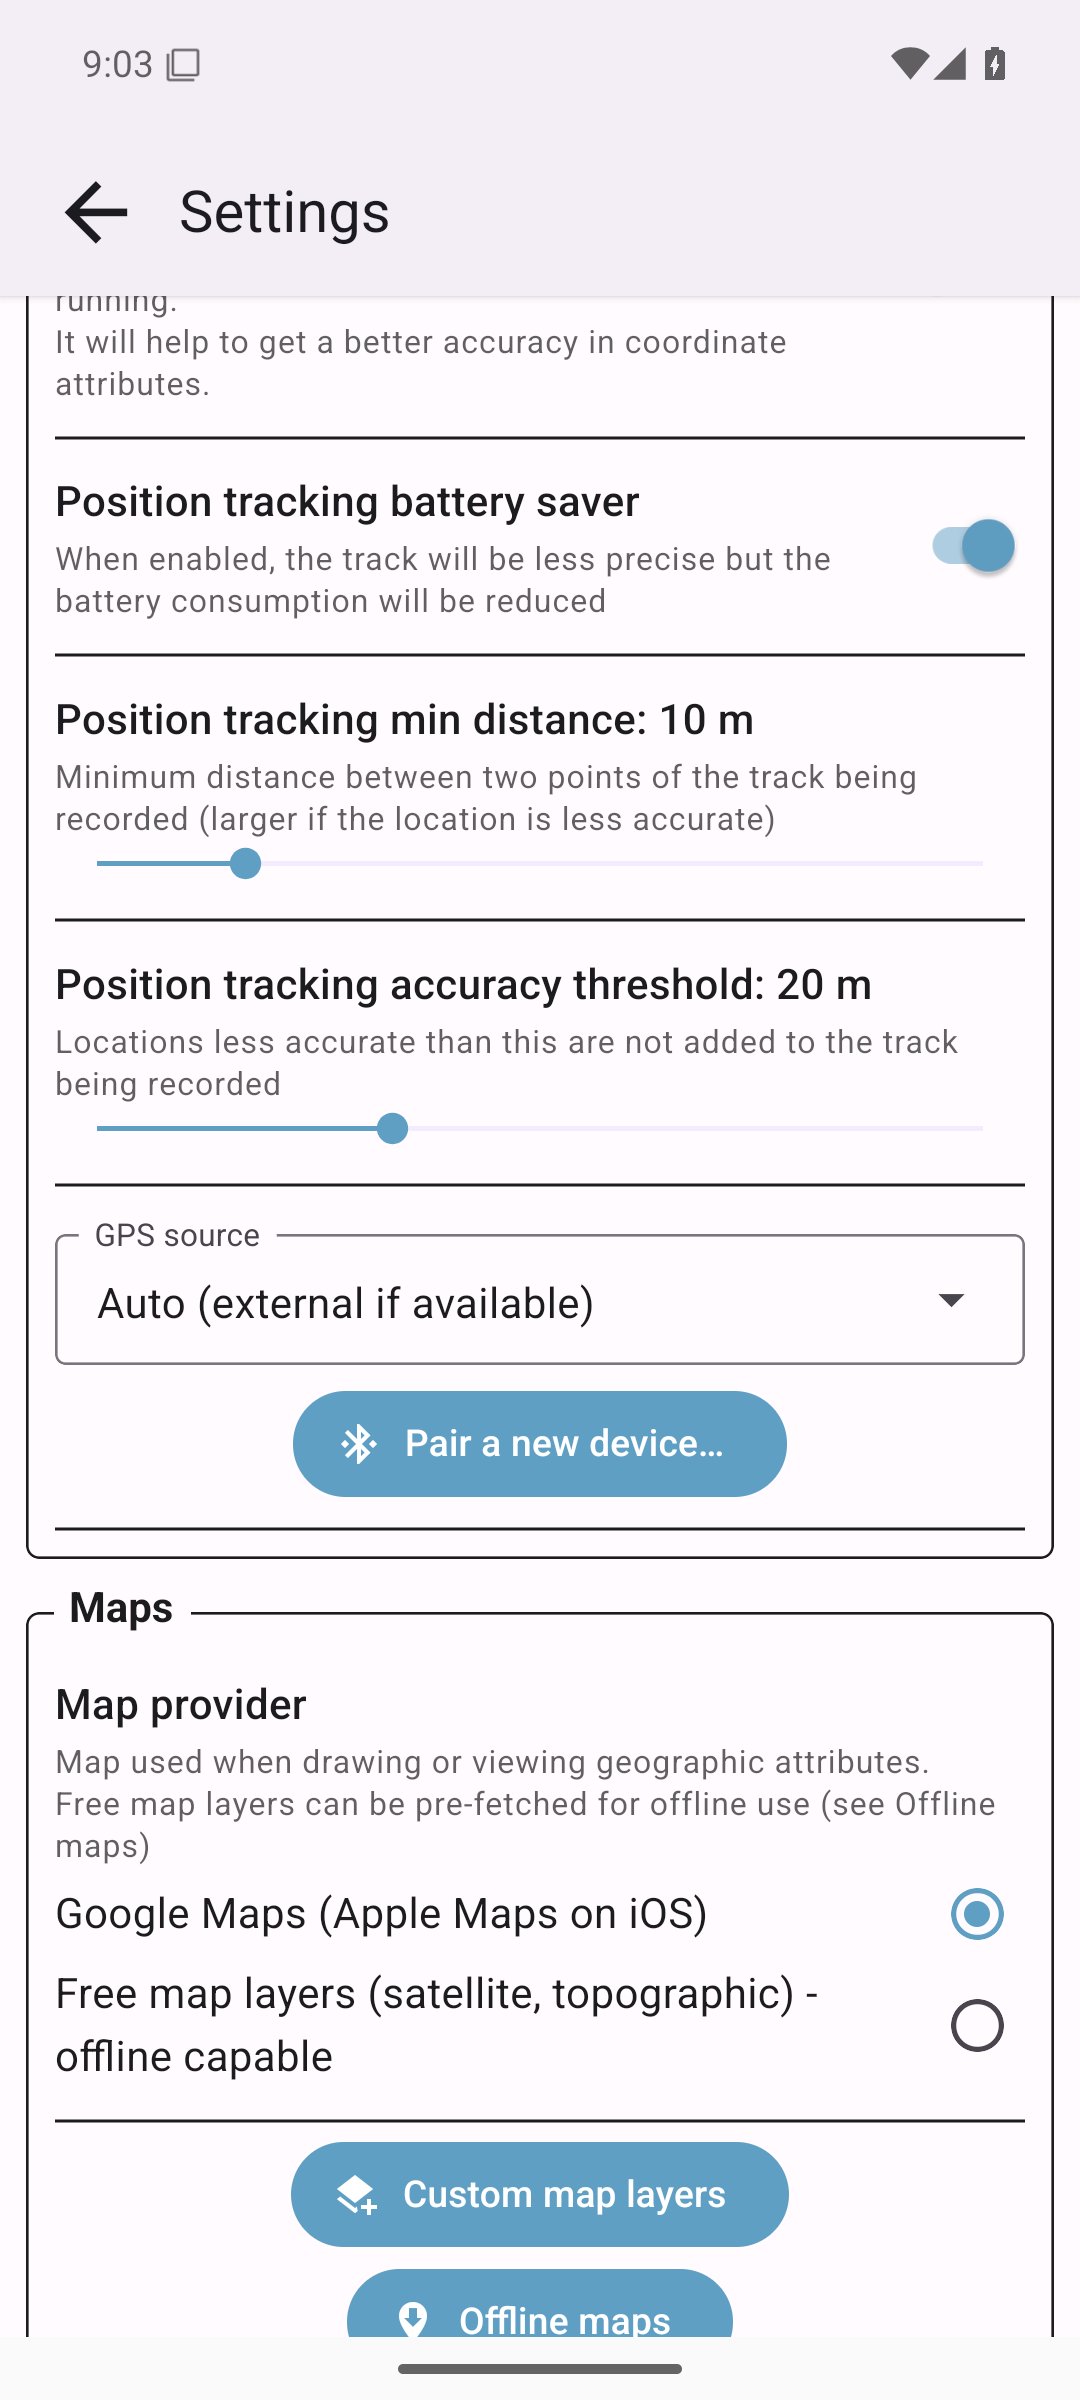 9:03
Settings
running.
It will help to get a better accuracy in coordinate
attributes.
Position tracking battery saver
When enabled, the track will be less precise but the
battery consumption will be reduced
Position tracking min distance: 10 m
Minimum distance between two points of the track being
recorded (larger if the location is less accurate)
Position tracking accuracy threshold: 20 m
Locations less accurate than this are not added to the track
being recorded
GPS source
Auto (external if available)
Pair a new device…
Maps
Map provider
Map used when drawing or viewing geographic attributes.
Free map layers can be pre-fetched for offline use (see Offline
maps)
Google Maps (Apple Maps on iOS)
Free map layers (satellite, topographic) -
offline capable
Custom map layers
Offline maps